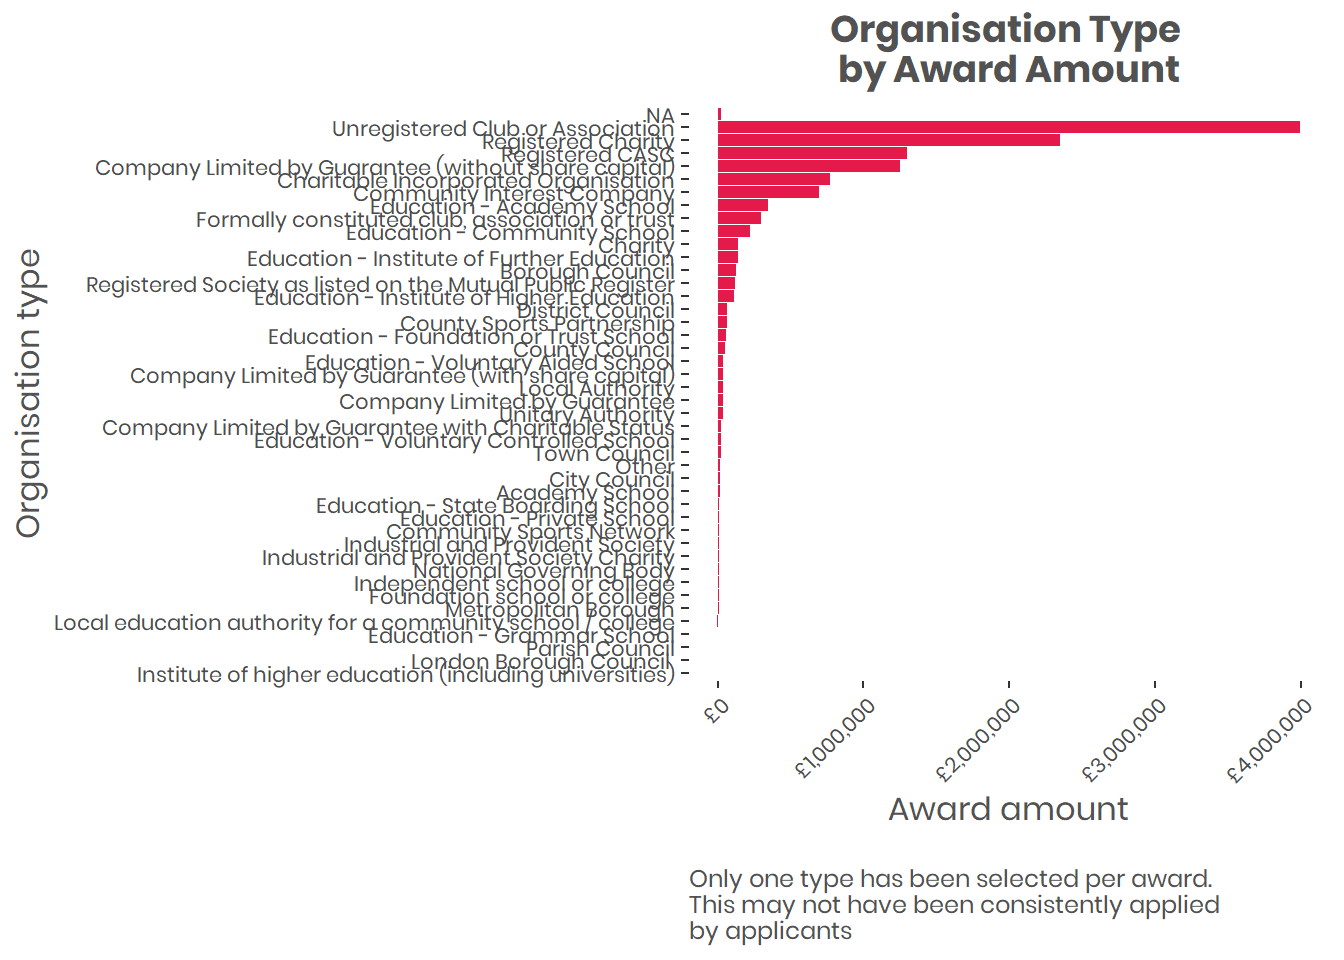 Organisation Type
by Award Amount
Organisation type
NA
Unregistered Club or Association
Registered Charity
Registered CASC
Company Limited by Guarantee (without share capital)
Charitable Incorporated Organisation
Community Interest Company
Education - Academy School
Formally constituted club, association or trust
Education - Community School
Charity
Education - Institute of Further Education
Borough Council
Registered Society as listed on the Mutual Public Register
Education - Institute of Higher Education
District Council
County Sports Partnership
Education - Foundation or Trust School
County Council
Education - Voluntary Aided School
Company Limited by Guarantee (with share capital)
Local Authority
Company Limited by Guarantee
Unitary Authority
Company Limited by Guarantee with Charitable Status
Education - Voluntary Controlled School
Town Council
Other
City Council
Academy School
Education - State Boarding School
Education - Private School
Community Sports Network
Industrial and Provident Society
Industrial and Provident Society Charity
National Governing Body
Independent school or college
Foundation school or college
Metropolitan Borough
Local education authority for a community school / college
Education - Grammar School
Parish Council
London Borough Council
Institute of higher education (including universities)
£0
£1,000,000
£2,000,000
£3,000,000
£4,000,000
Award amount
Only one type has been selected per award.
This may not have been consistently applied
by applicants